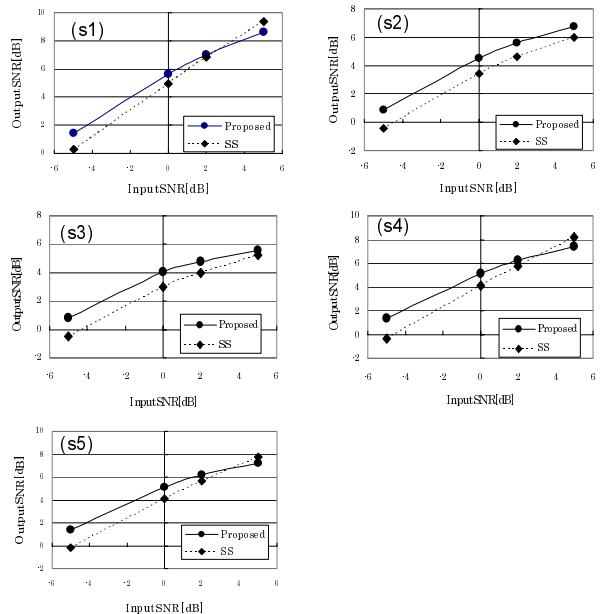 (s1)
OutputSNR[dB]
10
8
6
4
2
0
-6 -4 -2 0 2 4 6
InputSNR[dB]
Proposed
SS
(s2)
OutputSNR[dB]
8
6
4
2
0
-2
-6 -4 -2 0 2 4 6
InputSNR[dB]
Proposed
SS
(s3)
OutputSNR[dB]
8
6
4
2
0
-2
-6 -4 -2 0 2 4 6
InputSNR[dB]
Proposed
SS
(s4)
OutputSNR[dB]
10
8
6
4
2
0
-2
-6 -4 -2 0 2 4 6
InputSNR[dB]
Proposed
SS
(s5)
OutputSNR[dB]
10
8
6
4
2
0
-2
-6 -4 -2 0 2 4 6
InputSNR[dB]
Proposed
SS